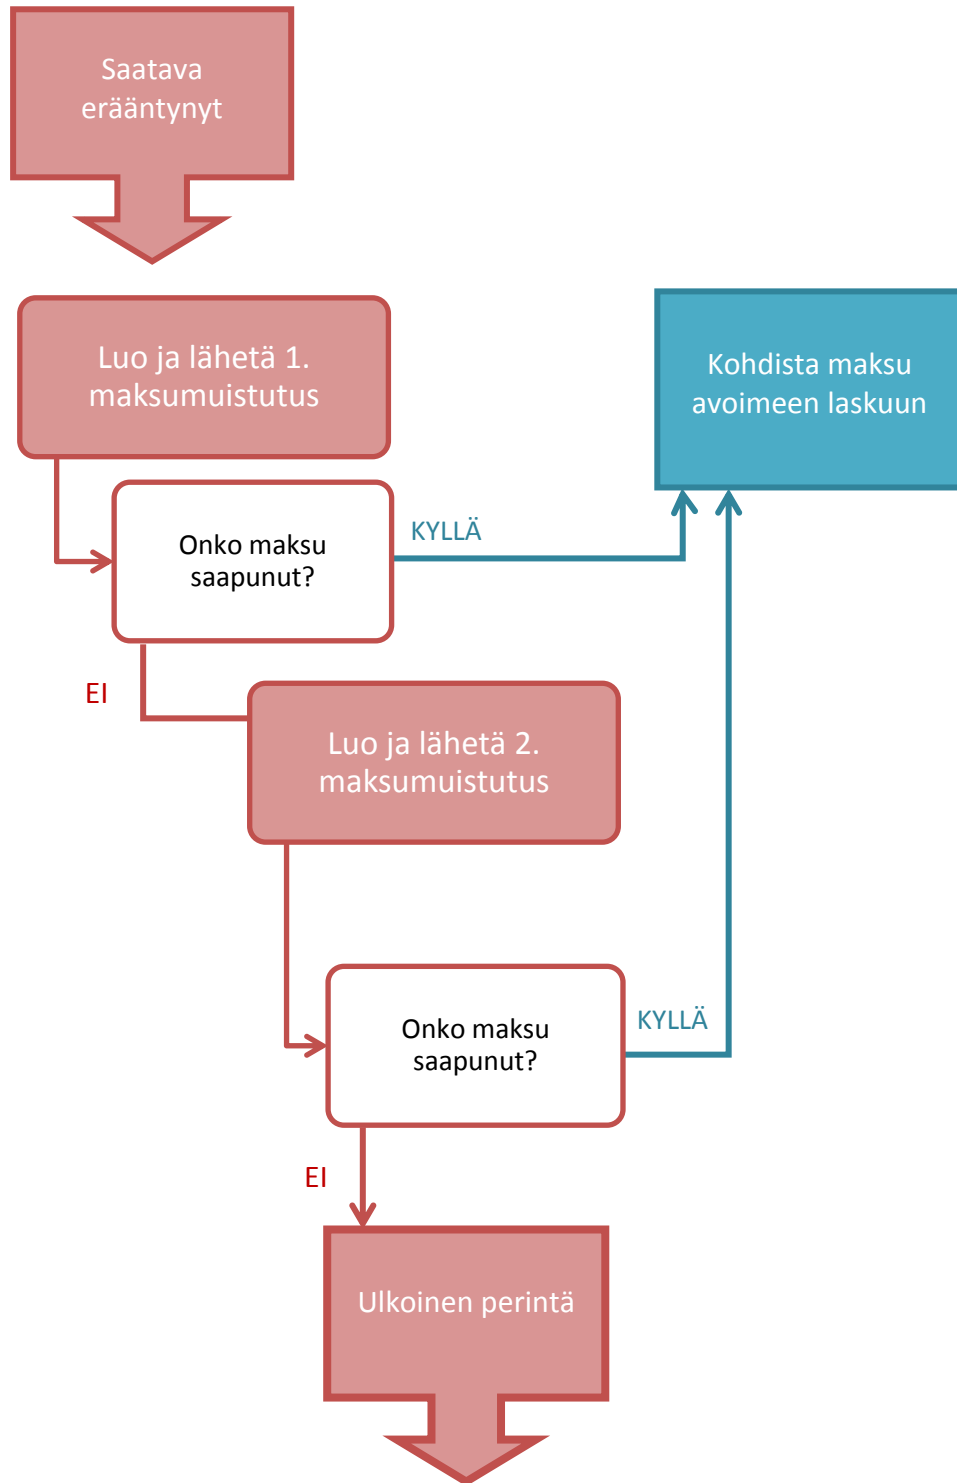 Saatava
erääntynyt
Luo ja lähetä 1.
maksumuistutus
Kohdista maksu
avoimeen laskuun
Onko maksu
saapunut?
KYLLÄ
EI
Luo ja lähetä 2.
maksumuistutus
Onko maksu
saapunut?
KYLLÄ
EI
Ulkoinen perintä